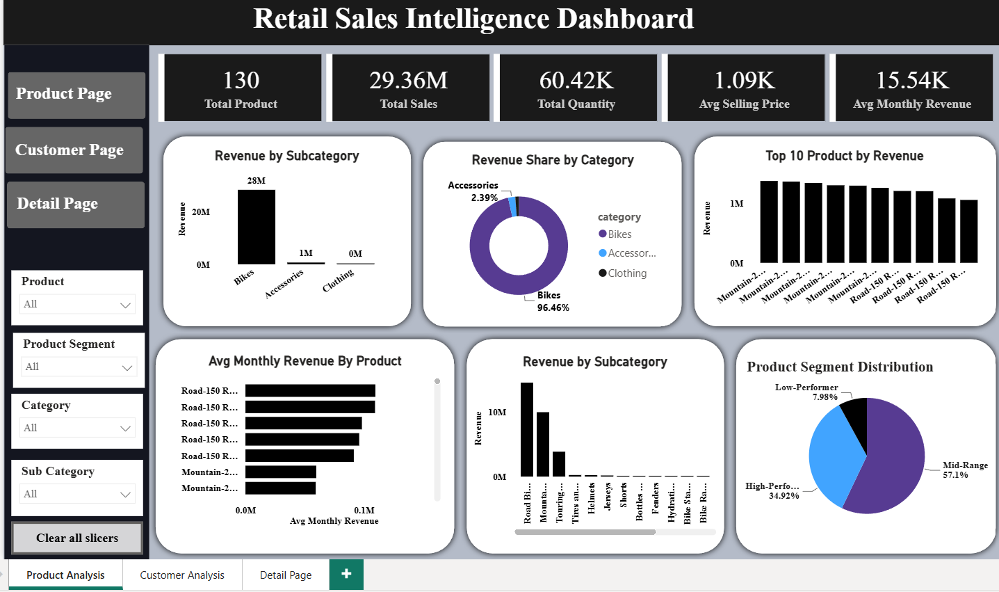 Retail Sales Intelligence Dashboard
Product Page
Customer Page
Detail Page
Product
All
Product Segment
All
Category
All
Sub Category
All
Clear all slicers
130
Total Product
29.36M
Total Sales
60.42K
Total Quantity
1.09K
Avg Selling Price
15.54K
Avg Monthly Revenue
Revenue by Subcategory
Revenue
20M
0M
28M
1M
0M
Bikes
Accessories
Clothing
Revenue Share by Category
Accessories
2.39%
Bikes
96.46%
category
Bikes
Accessor...
Clothing
Top 10 Product by Revenue
Revenue
1M
0M
Mountain-2...
Mountain-2...
Mountain-2...
Mountain-2...
Mountain-2...
Mountain-2...
Road-150 R...
Road-150 R...
Road-150 R...
Road-150 R...
Avg Monthly Revenue By Product
Road-150 R...
Road-150 R...
Road-150 R...
Road-150 R...
Road-150 R...
Mountain-2...
Mountain-2...
0.0M
0.1M
Avg Monthly Revenue
Revenue by Subcategory
Revenue
10M
0M
Road Bi...
Mounta...
Touring...
Tires an...
Helmets
Jerseys
Shorts
Bottles ...
Fenders
Hydrati...
Bike Sta...
Bike Ra...
Product Segment Distribution
Low-Performer
7.98%
High-Perfo...
34.92%
Mid-Range
57.1%
Product Analysis
Customer Analysis
Detail Page
+